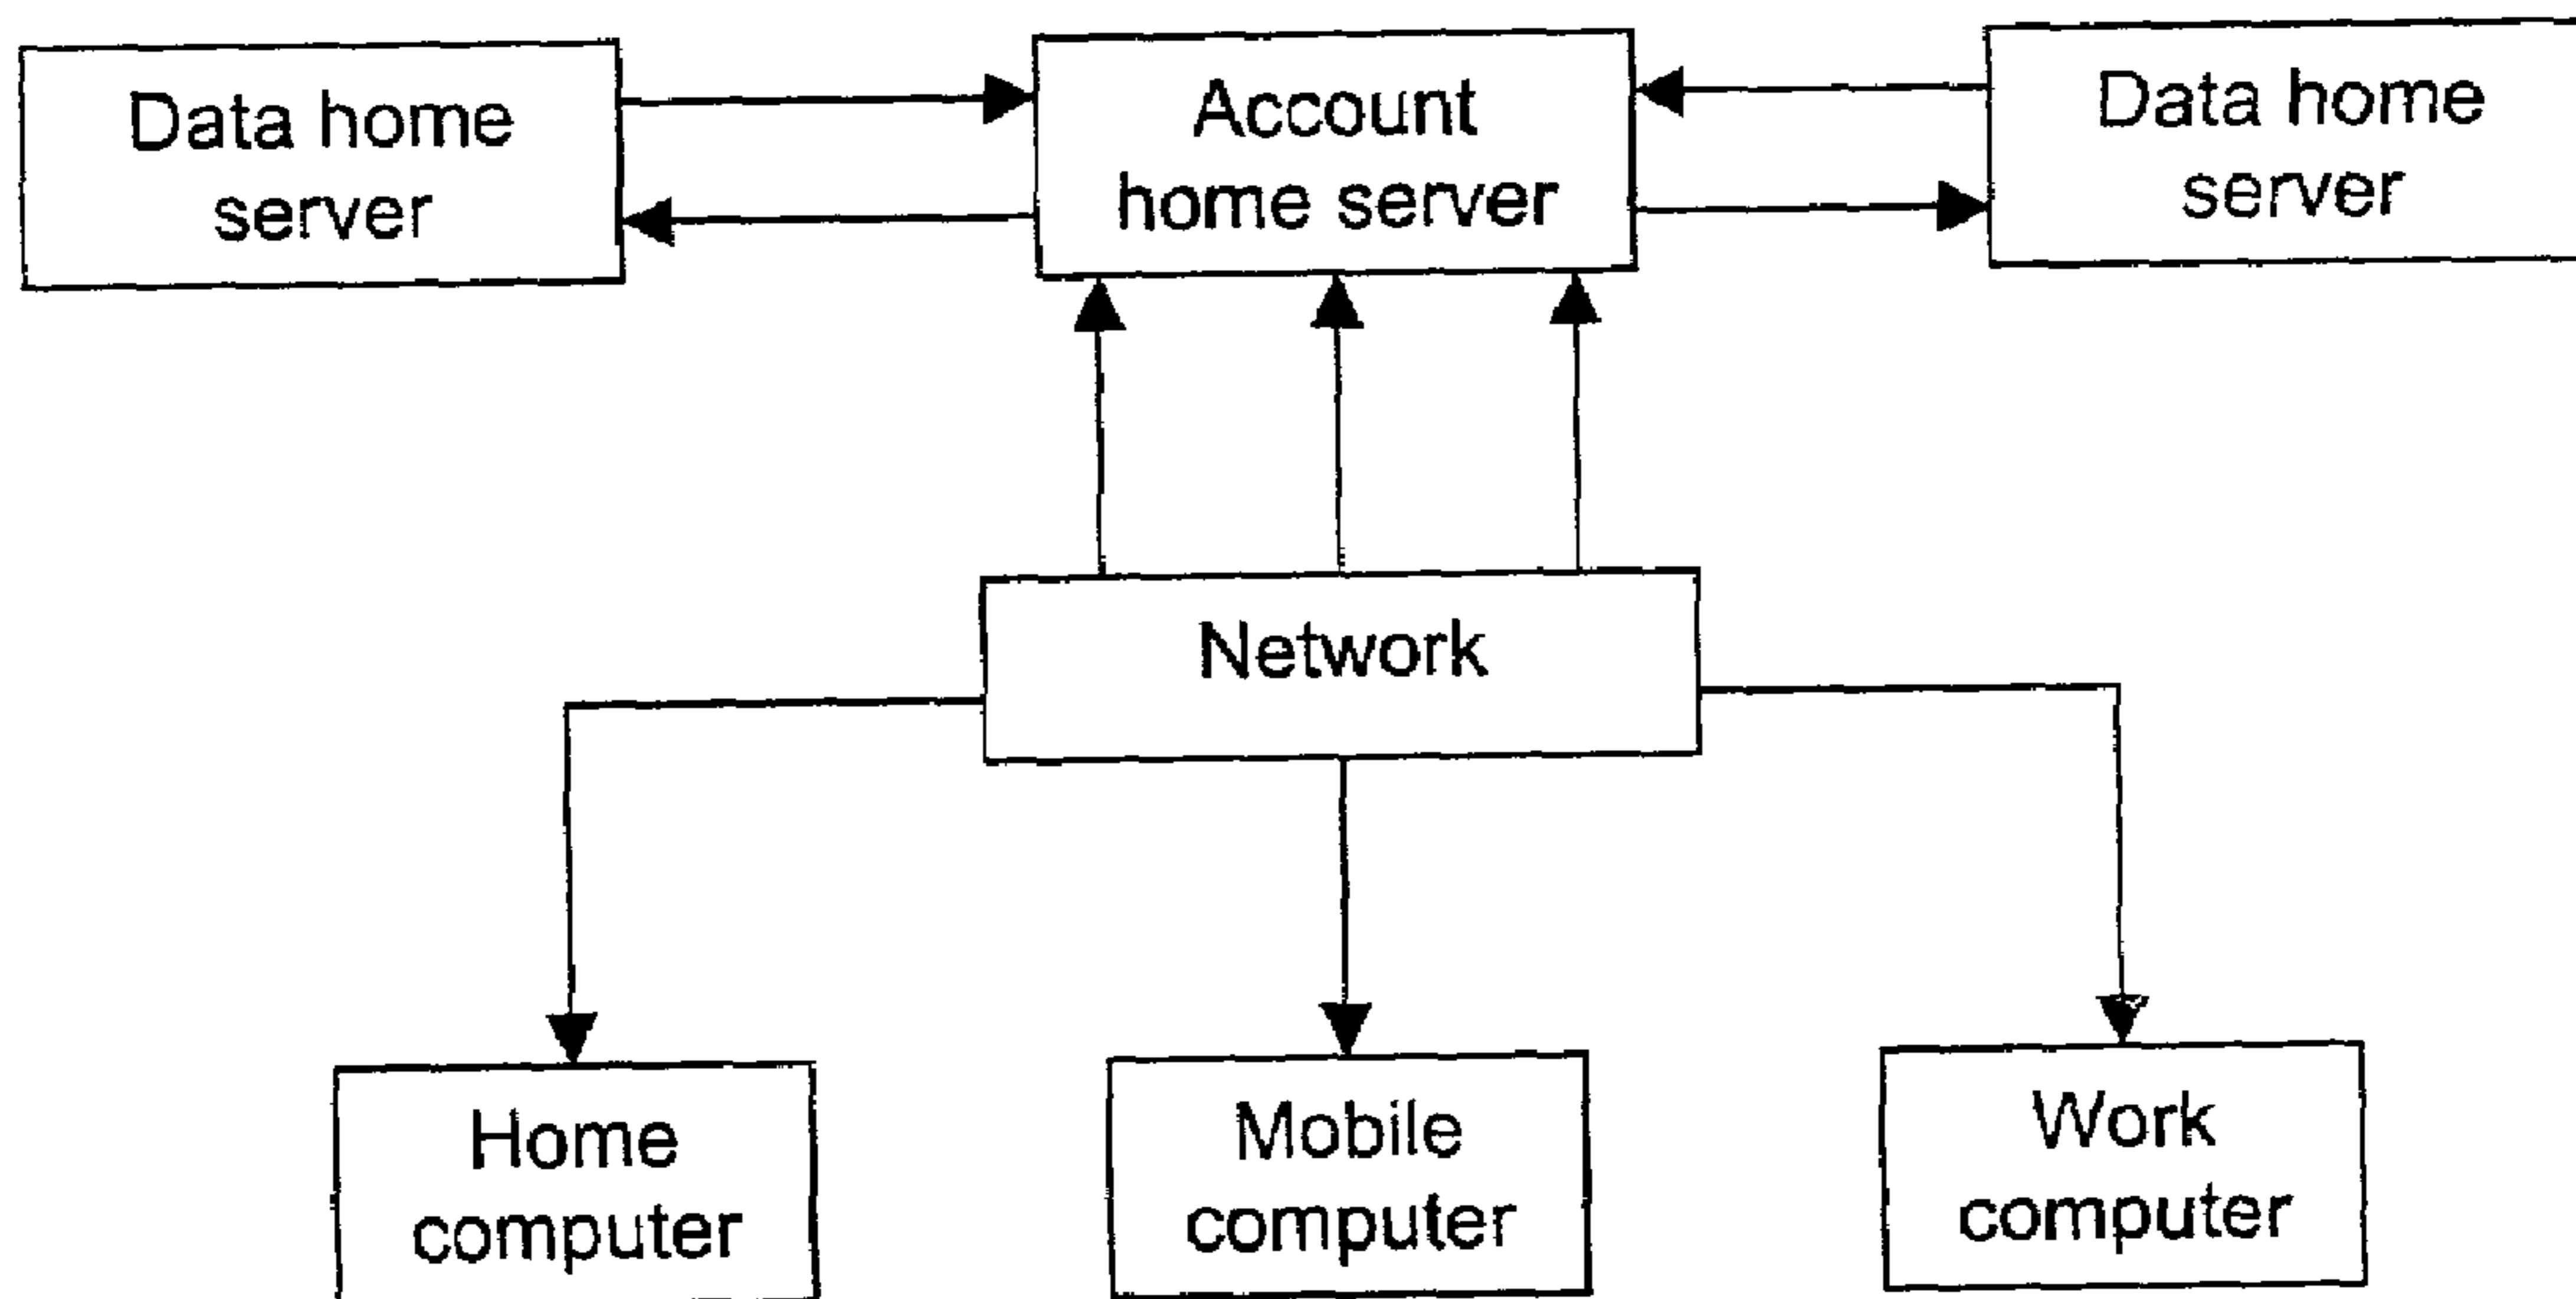 Data home
server
Account
home server
Data home
server
Network
Home
computer
Mobile
computer
Work
computer